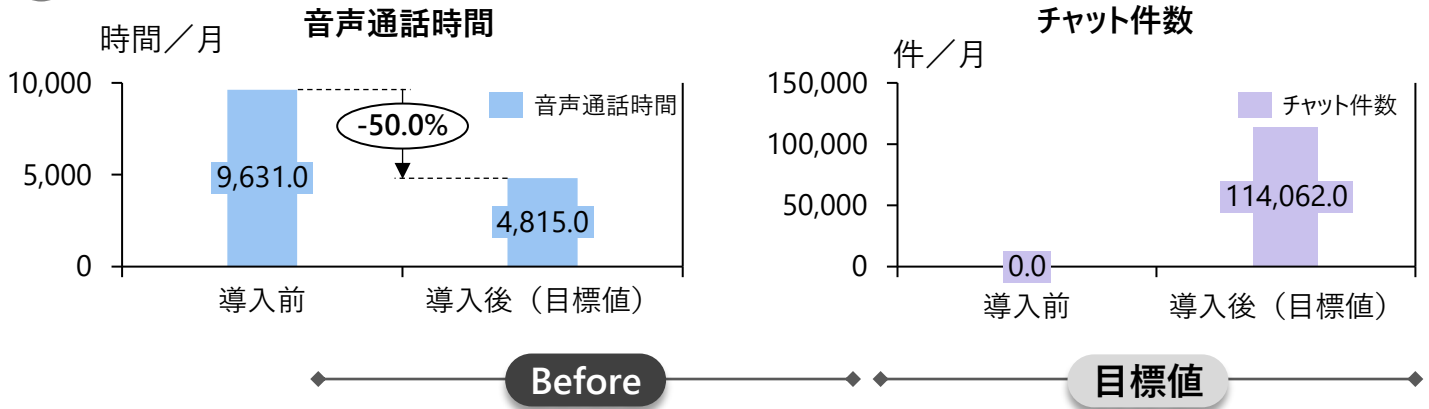 音声通話時間
時間／月
10,000
5,000
0
音声通話時間
-50.0%
9,631.0
4,815.0
導入前
導入後（目標値）
チャット件数
件／月
150,000
100,000
50,000
0
チャット件数
114,062.0
0.0
導入前
導入後（目標値）
Before
目標値